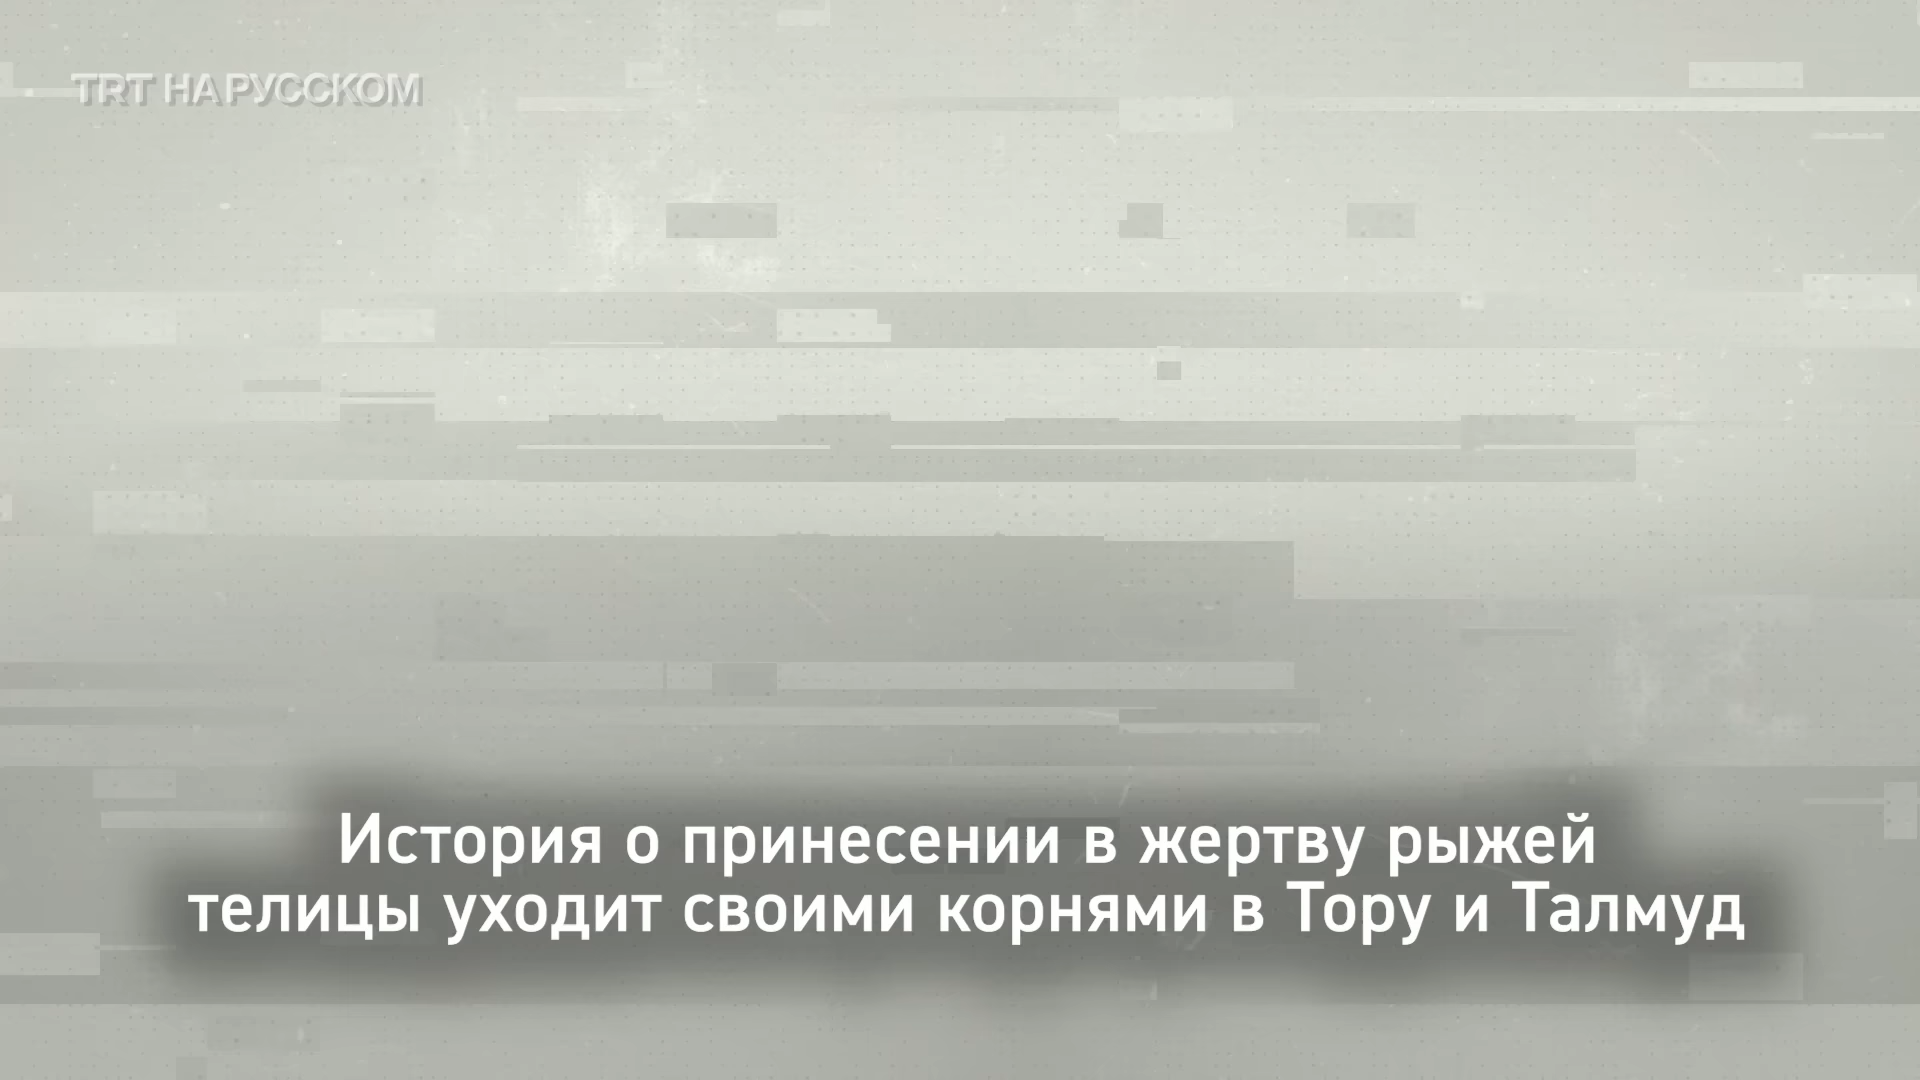 TRT НА РУССКОМ
История о принесении в жертву рыжей
телицы уходит своими корнями в Тору и Талмуд